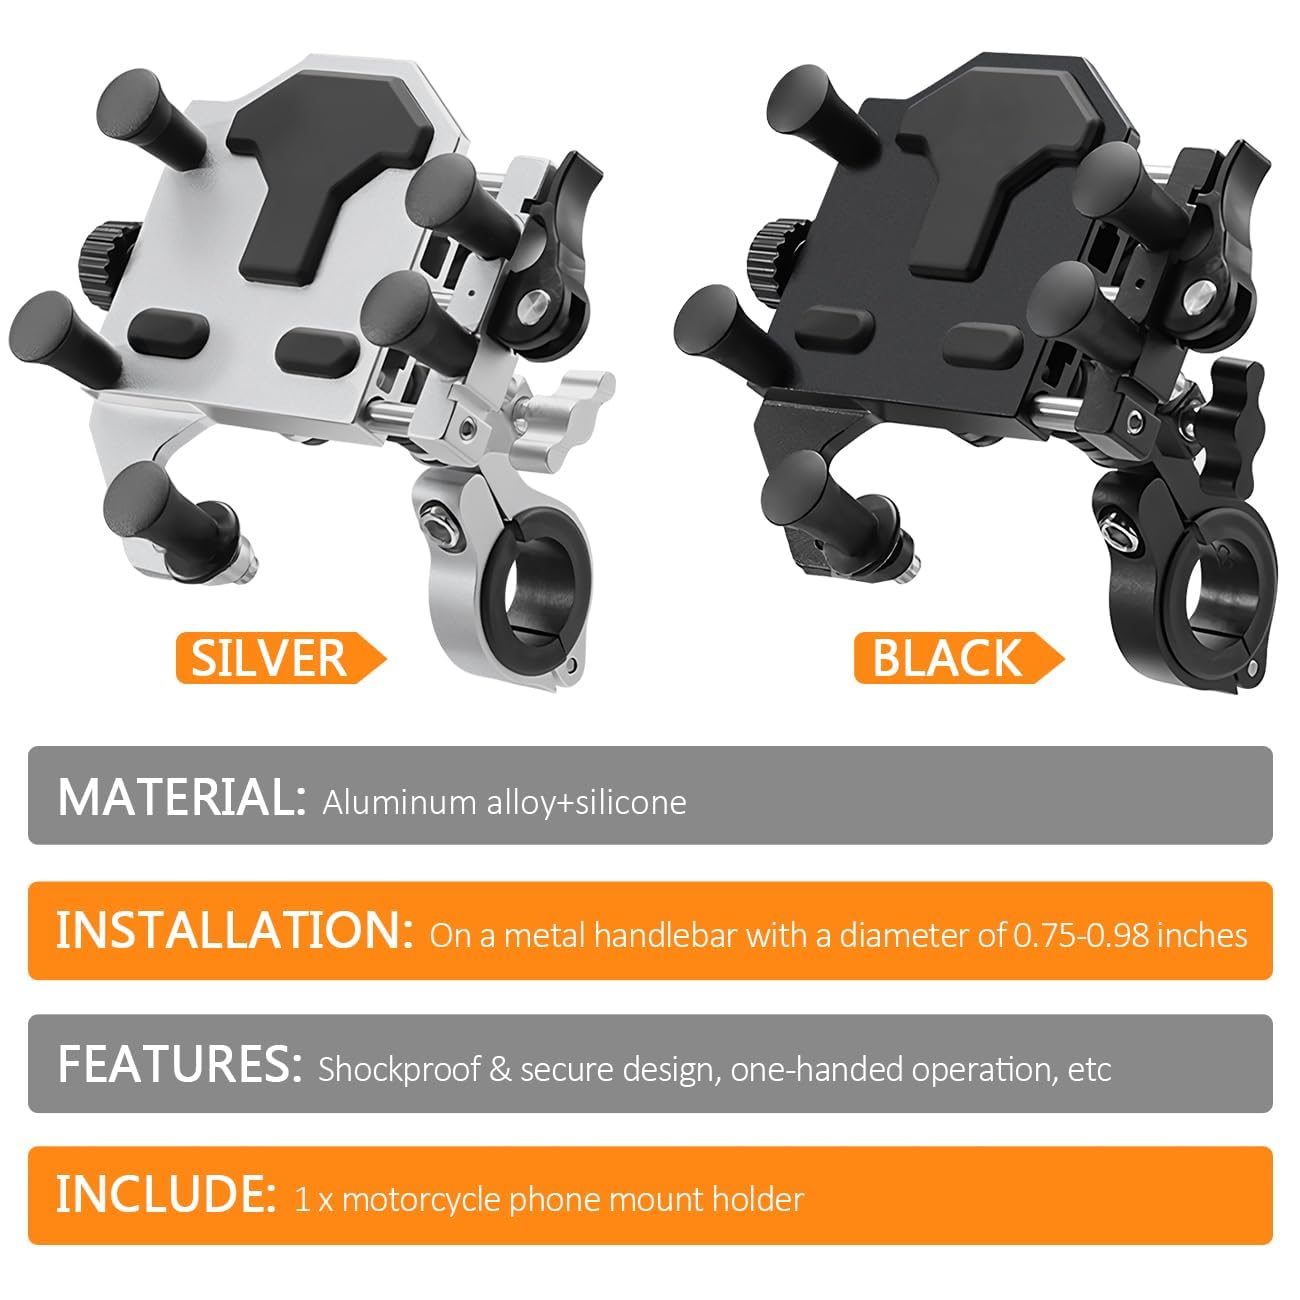 SILVER
BLACK
MATERIAL: Aluminum alloy+silicone
INSTALLATION: On a metal handlebar with a diameter of 0.75-0.98 inches
FEATURES: Shockproof & secure design, one-handed operation, etc
INCLUDE: 1 x motorcycle phone mount holder